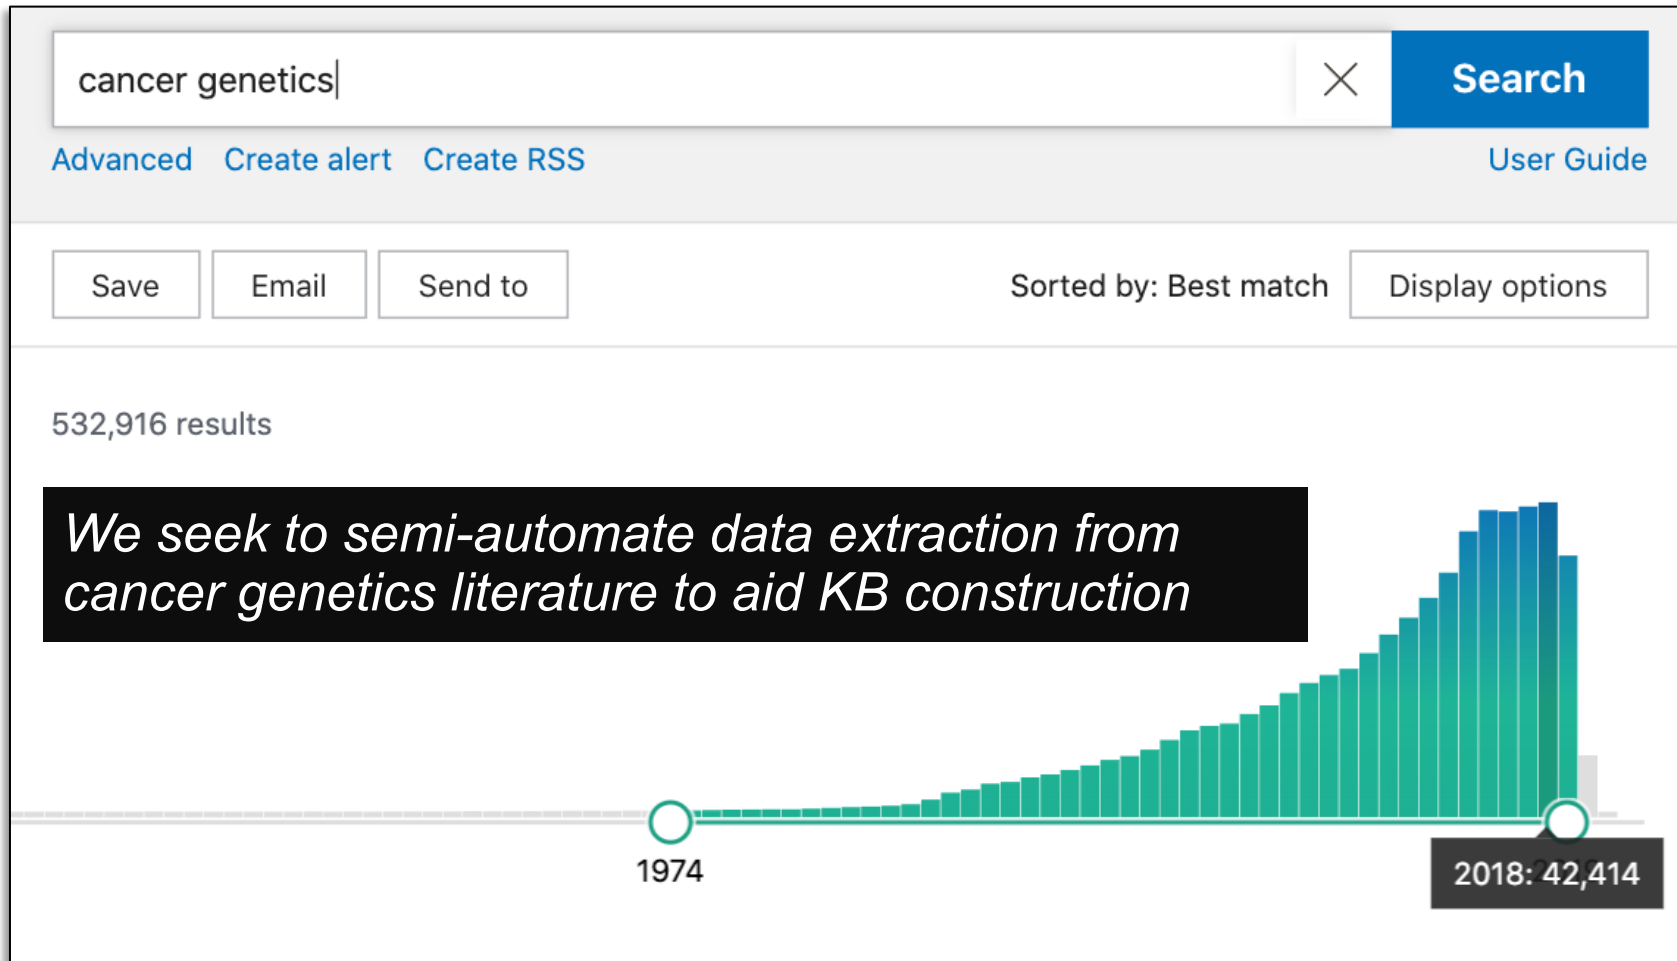 cancer genetics
Search
Advanced Create alert Create RSS User Guide
Save Email Send to Sorted by: Best match Display options
532,916 results
We seek to semi-automate data extraction from
cancer genetics literature to aid KB construction
1974
2018: 42,414